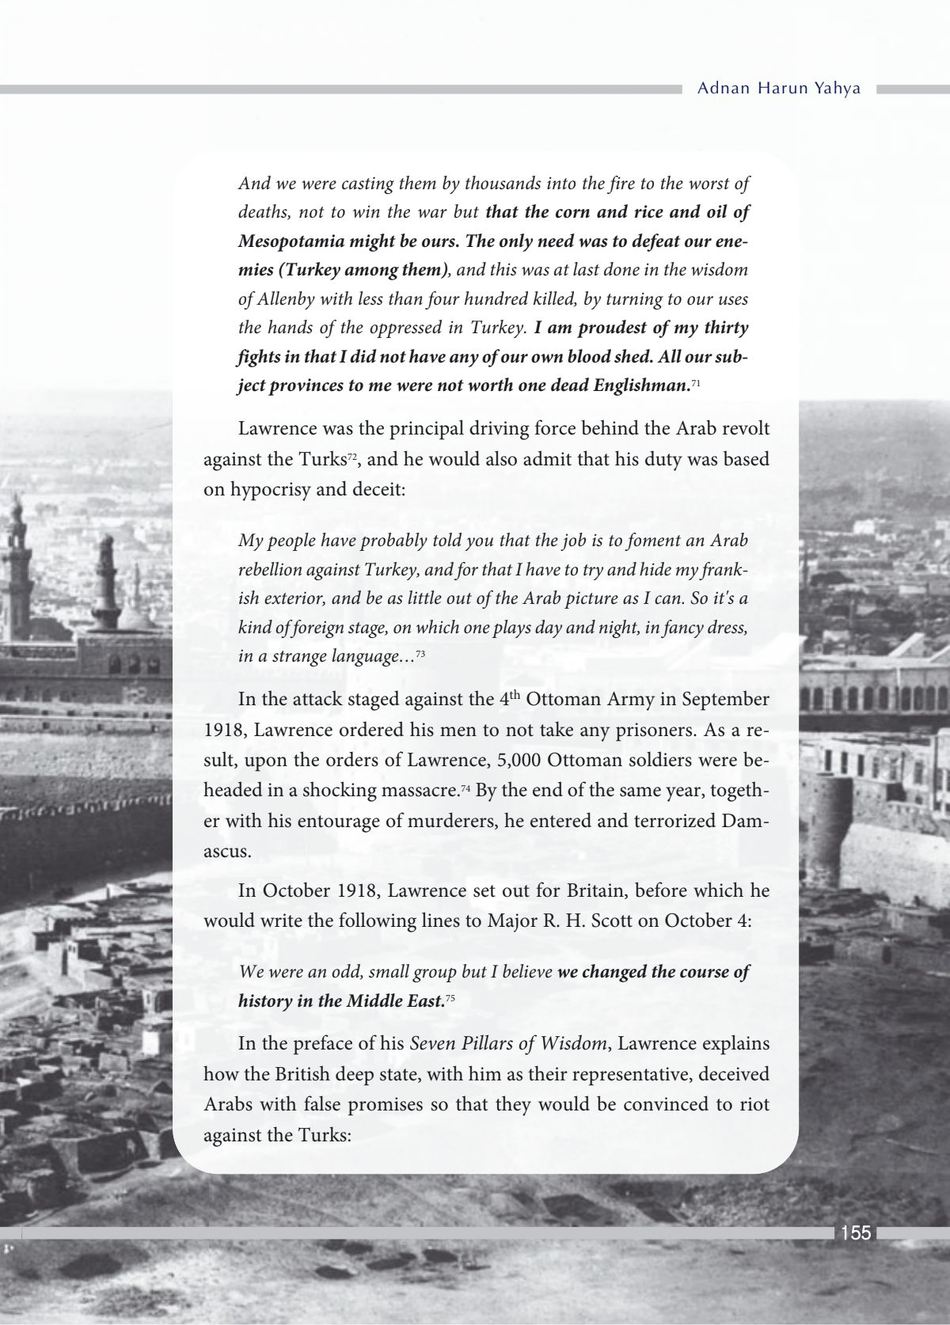 Adnan Harun Yahya
And we were casting them by thousands into the fire to the worst of
deaths, not to win the war but that the corn and rice and oil of
Mesopotamia might be ours. The only need was to defeat our ene-
mies (Turkey among them), and this was at last done in the wisdom
of Allenby with less than four hundred killed, by turning to our uses
the hands of the oppressed in Turkey. I am proudest of my thirty
fights in that I did not have any of our own blood shed. All our sub-
ject provinces to me were not worth one dead Englishman.71
Lawrence was the principal driving force behind the Arab revolt
against the Turks72, and he would also admit that his duty was based
on hypocrisy and deceit:
My people have probably told you that the job is to foment an Arab
rebellion against Turkey, and for that I have to try and hide my frank-
ish exterior, and be as little out of the Arab picture as I can. So it's a
kind of foreign stage, on which one plays day and night, in fancy dress,
in a strange language…73
In the attack staged against the 4th Ottoman Army in September
1918, Lawrence ordered his men to not take any prisoners. As a re-
sult, upon the orders of Lawrence, 5,000 Ottoman soldiers were be-
headed in a shocking massacre.74 By the end of the same year, togeth-
er with his entourage of murderers, he entered and terrorized Dam-
ascus.
In October 1918, Lawrence set out for Britain, before which he
would write the following lines to Major R. H. Scott on October 4:
We were an odd, small group but I believe we changed the course of
history in the Middle East.75
In the preface of his Seven Pillars of Wisdom, Lawrence explains
how the British deep state, with him as their representative, deceived
Arabs with false promises so that they would be convinced to riot
against the Turks:
155